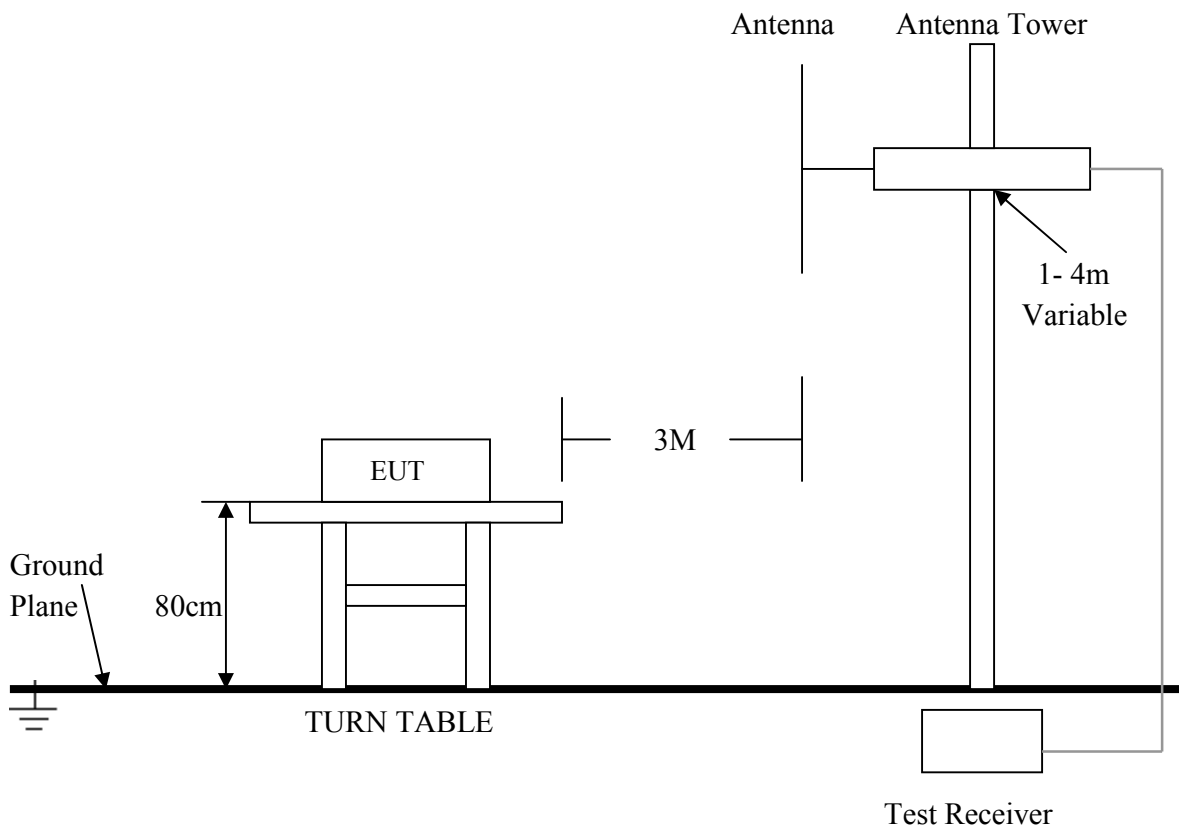 Antenna
Antenna Tower
1- 4m
Variable
3M
EUT
Ground
Plane
80cm
TURN TABLE
Test Receiver